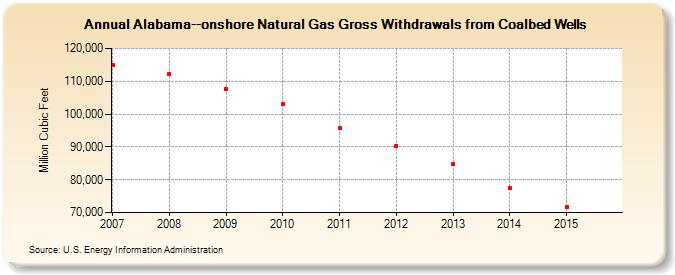 Annual Alabama--onshore Natural Gas Gross Withdrawals from Coalbed Wells
Million Cubic Feet
120,000
110,000
100,000
90,000
80,000
70,000
2007 2008 2009 2010 2011 2012 2013 2014 2015
Source: U.S. Energy Information Administration